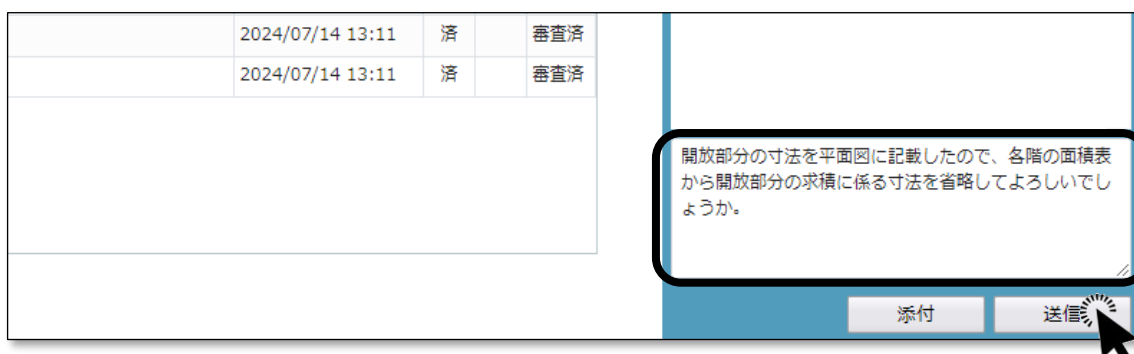 2024/07/14 13:11 済 審査済
2024/07/14 13:11 済 審査済
開放部分の寸法を平面図に記載したので、各階の面積表
から開放部分の求積に係る寸法を省略してよろしいでし
ょうか。
添付 送信